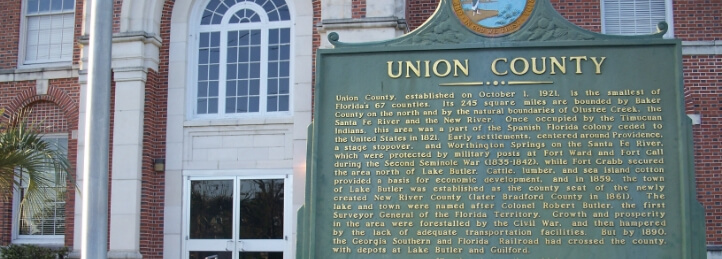 UNION COUNTY
Union County, established on October 1, 1921, is the smallest of
Florida's 67 counties. Its 245 square miles are bounded by Baker
County on the north and by the natural boundaries of Olustee Creek, the
Santa Fe River and the New River. Once occupied by the Timucuan
Indians, this area was a part of the Spanish Florida colony ceded to
the United States in 1821. Early settlements, centered around Providence,
a stage stopover, and Worthington Springs on the Santa Fe River,
which were protected by military posts at Fort Ward and Fort Call
during the Second Seminole War (1835-1842), while Fort Crabb secured
the area north of Lake Butler. Cattle, lumber, and sea island cotton
provided a basis for economic development, and in 1859, the town
of Lake Butler was established as the county seat of the newly
created New River County (later Bradford County in 1861). The
lake and town were named after Colonel Robert Butler, the first
Surveyor General of the Florida Territory. Growth and prosperity
in the area were forestalled by the Civil War, and then hampered
by the lack of adequate transportation facilities. But by 1890,
the Georgia Southern and Florida Railroad had crossed the county,
with depots at Lake Butler and Guilford.